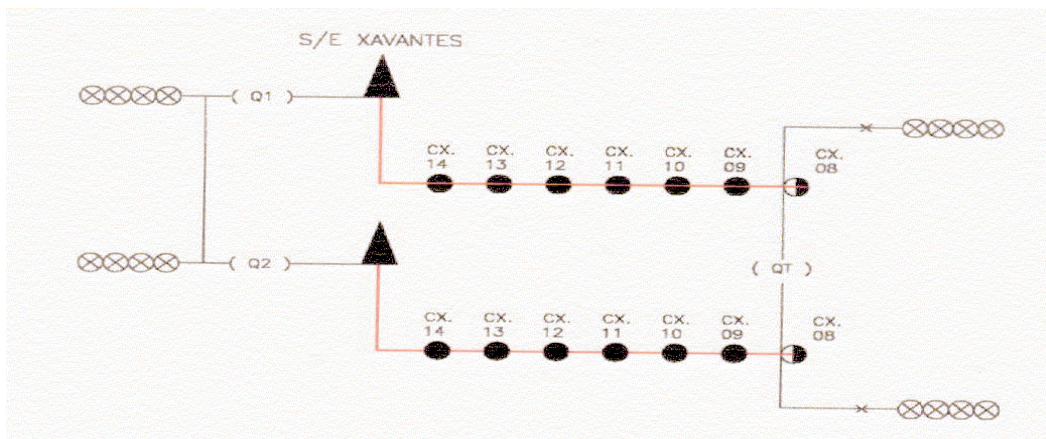 S/E XAVANTES
( Q1 )
CX. CX. CX. CX. CX. CX. CX.
14 13 12 11 10 09 08
( Q2 )
( QT )
CX. CX. CX. CX. CX. CX. CX.
14 13 12 11 10 09 08